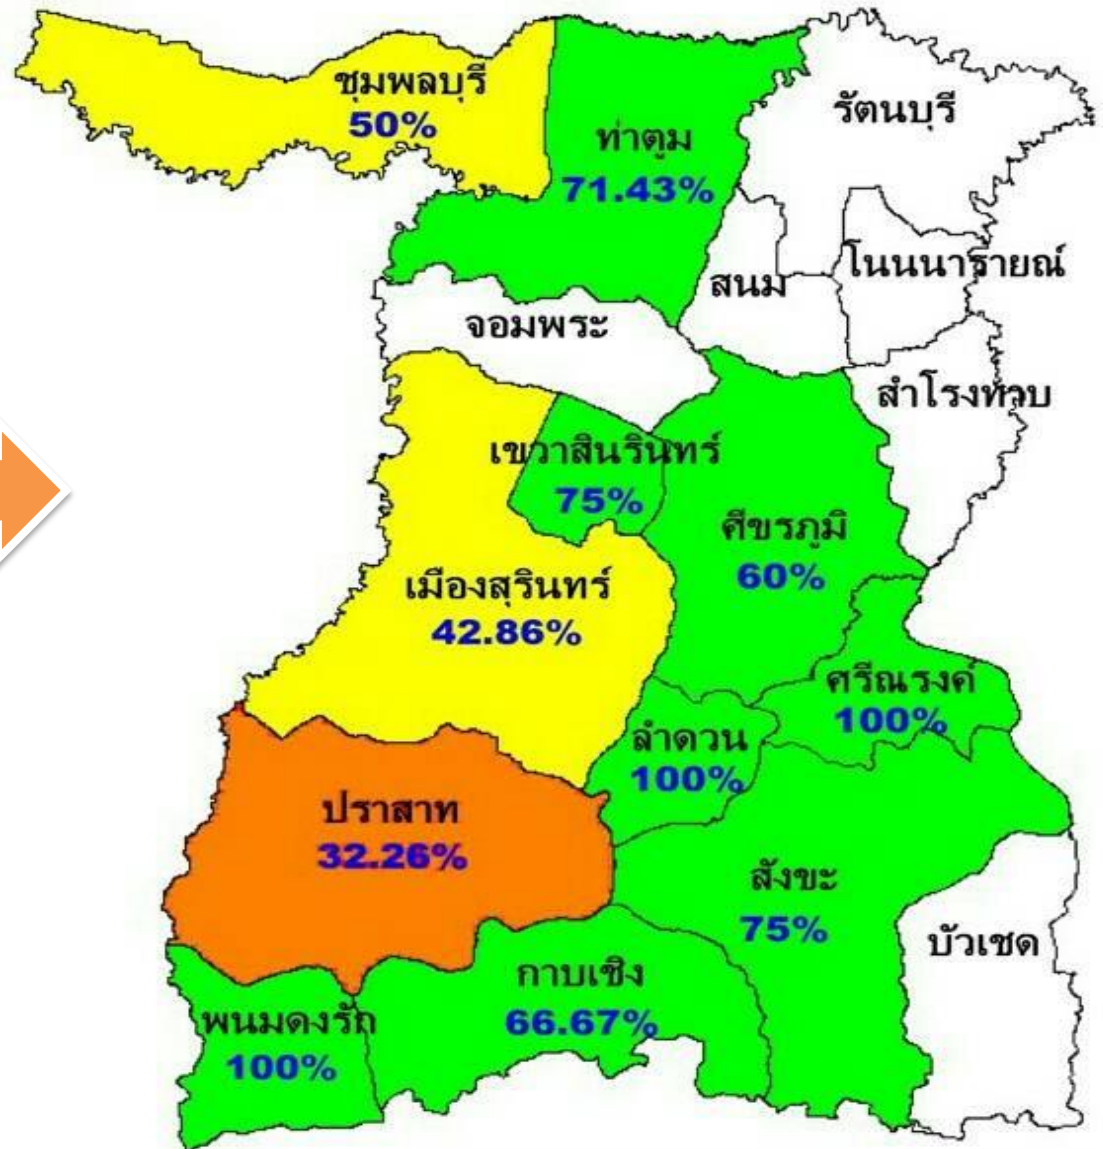 ชุมพลบุรี
50%
ท่าตูม
71.43%
รัตนบุรี
สนม
โนนนารายณ์
จอมพระ
สำโรงทาบ
เขวาสินรินทร์
75%
ศีขรภูมิ
60%
เมืองสุรินทร์
42.86%
ศรีณรงค์
100%
ลำดวน
100%
ปราสาท
32.26%
สังขะ
75%
บัวเชด
กาบเชิง
66.67%
พนมดงรัก
100%